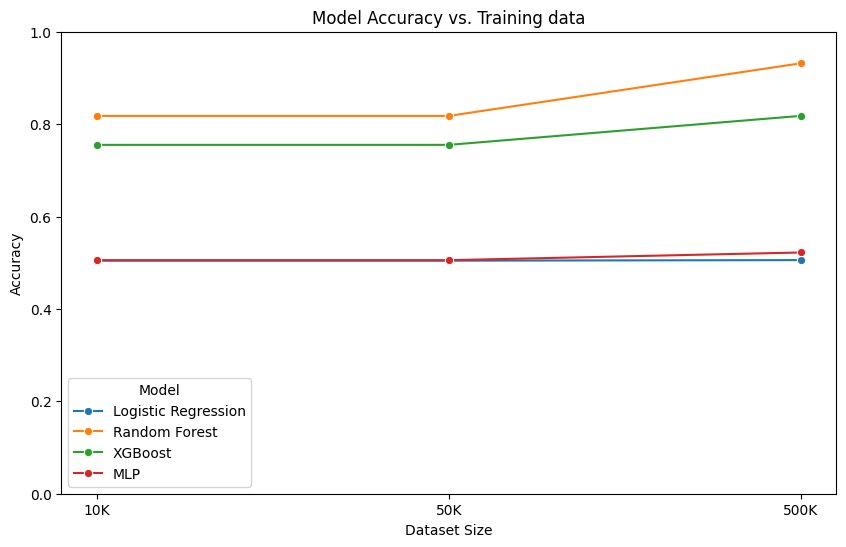 Model Accuracy vs. Training data
1.0
0.8
0.6
0.4
0.2
0.0
Accuracy
Model
Logistic Regression
Random Forest
XGBoost
MLP
10K
50K
500K
Dataset Size